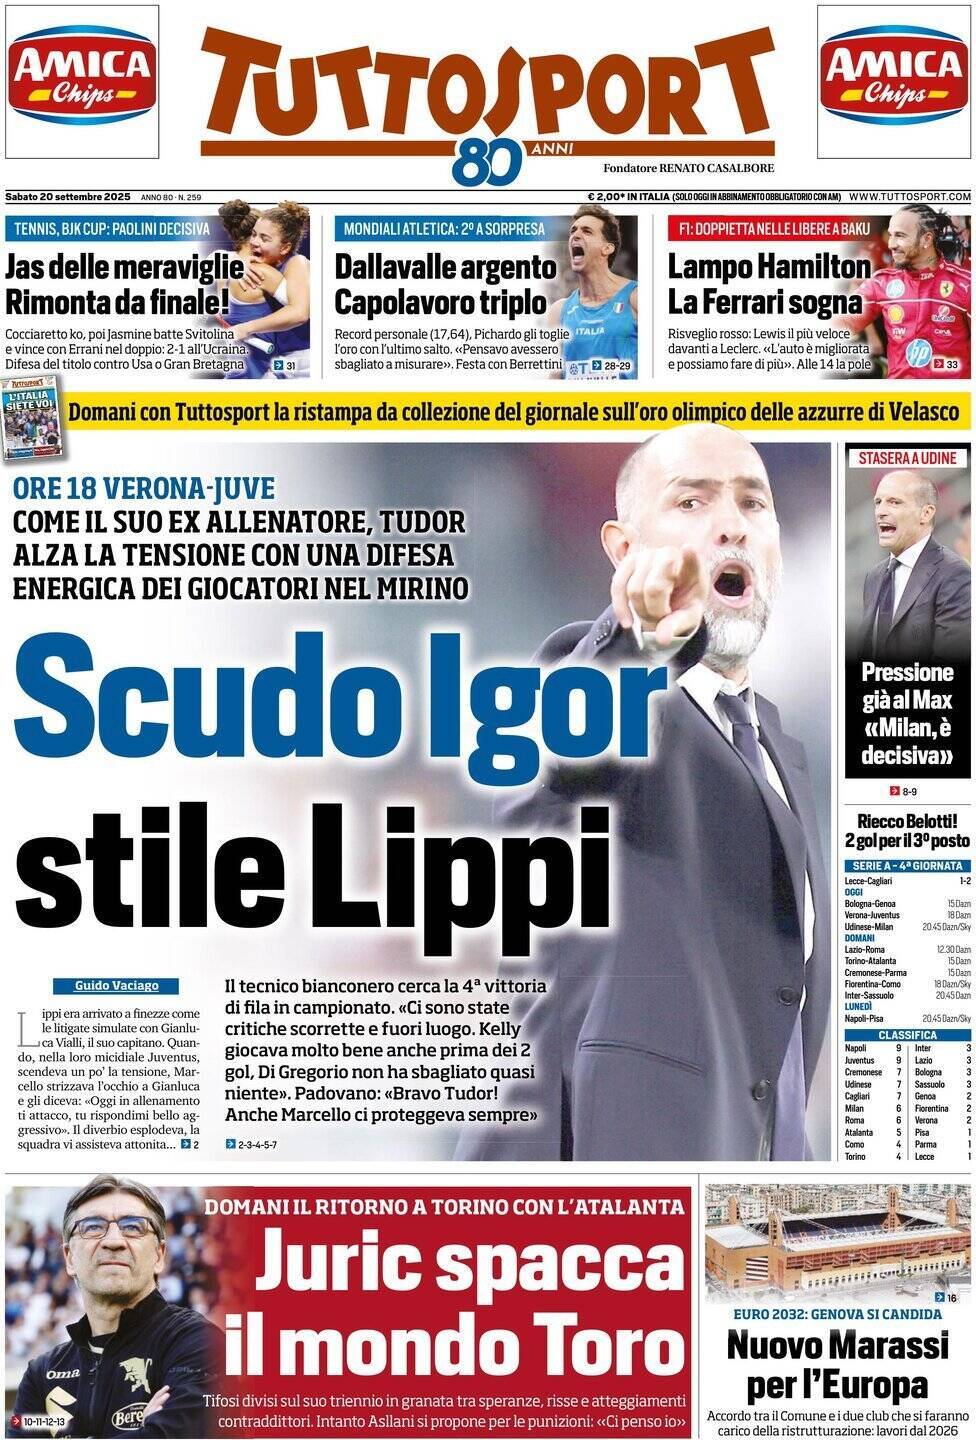 AMICA
Chips
TUTTOSPORT
80 ANNI
Fondatore RENATO CASALBORE
AMICA
Chips
Sabato 20 settembre 2025
ANNO 80 - N. 259
€ 2,00* IN ITALIA (SOLO OGGI IN ABBINAMENTO OBBLIGATORIO CON AM)
WWW.TUTTOSPORT.COM
TENNIS, BJK CUP: PAOLINI DECISIVA
Jas delle meraviglie
Rimonta da finale!
Cocciaretto ko, poi Jasmine batte Svitolina
e vince con Errani nel doppio: 2-1 all'Ucraina.
Difesa del titolo contro Usa o Gran Bretagna
31
MONDIALI ATLETICA: 2º A SORPRESA
Dallavalle argento
Capolavoro triplo
Record personale (17,64), Pichardo gli toglie
l'oro con l'ultimo salto. «Pensavo avessero
sbagliato a misurare». Festa con Berrettini
ITALIA
28-29
F1: DOPPIETTA NELLE LIBERE A BAKU
Lampo Hamilton
La Ferrari sogna
Risveglio rosso: Lewis il più veloce
davanti a Leclerc. «L'auto è migliorata
e possiamo fare di più». Alle 14 la pole
hp
33
TUTTOSPORT
L'ITALIA
SIETE VOI
Domani con Tuttosport la ristampa da collezione del giornale sull'oro olimpico delle azzurre di Velasco
ORE 18 VERONA-JUVE
COME IL SUO EX ALLENATORE, TUDOR
ALZA LA TENSIONE CON UNA DIFESA
ENERGICA DEI GIOCATORI NEL MIRINO
Scudo Igor
stile Lippi
Guido Vaciago
Lippi era arrivato a finezze come
le litigate simulate con Gianlu-
ca Vialli, il suo capitano. Quan-
do, nella loro micidiale Juventus,
scendeva un po' la tensione, Mar-
cello strizzava l'occhio a Gianluca
e gli diceva: «Oggi in allenamento
ti attacco, tu rispondimi bello ag-
gressivo». Il diverbio esplodeva, la
squadra vi assisteva attonita... 2
Il tecnico bianconero cerca la 4ª vittoria
di fila in campionato. «Ci sono state
critiche scorrette e fuori luogo. Kelly
giocava molto bene anche prima dei 2
gol, Di Gregorio non ha sbagliato quasi
niente». Padovano: «Bravo Tudor!
Anche Marcello ci proteggeva sempre»
2-3-4-5-7
STASERA A UDINE
Pressione
già al Max
«Milan, è
decisiva»
8-9
Riecco Belotti!
2 gol per il 3º posto
SERIE A - 4ª GIORNATA
Lecce-Cagliari 1-2
OGGI
Bologna-Genoa 15 Dazn
Verona-Juventus 18 Dazn
Udinese-Milan 20.45 Dazn/Sky
DOMANI
Lazio-Roma 12.30 Dazn
Torino-Atalanta 15 Dazn
Cremonese-Parma 15 Dazn
Fiorentina-Como 18 Dazn/Sky
Inter-Sassuolo 20.45 Dazn
LUNEDÌ
Napoli-Pisa 20.45 Dazn/Sky
CLASSIFICA
Napoli 9 Inter 3
Juventus 9 Lazio 3
Cremonese 7 Bologna 3
Udinese 7 Sassuolo 3
Cagliari 7 Genoa 2
Milan 6 Fiorentina 2
Roma 6 Verona 2
Atalanta 5 Pisa 1
Como 4 Parma 1
Torino 4 Lecce 1
DOMANI IL RITORNO A TORINO CON L'ATALANTA
Juric spacca
il mondo Toro
Tifosi divisi sul suo triennio in granata tra speranze, risse e atteggiamenti
contraddittori. Intanto Asllani si propone per le punizioni: «Ci penso io»
Oma
Beretta
10-11-12-13
16
EURO 2032: GENOVA SI CANDIDA
Nuovo Marassi
per l'Europa
Accordo tra il Comune e i due club che si faranno
carico della ristrutturazione: lavori dal 2026